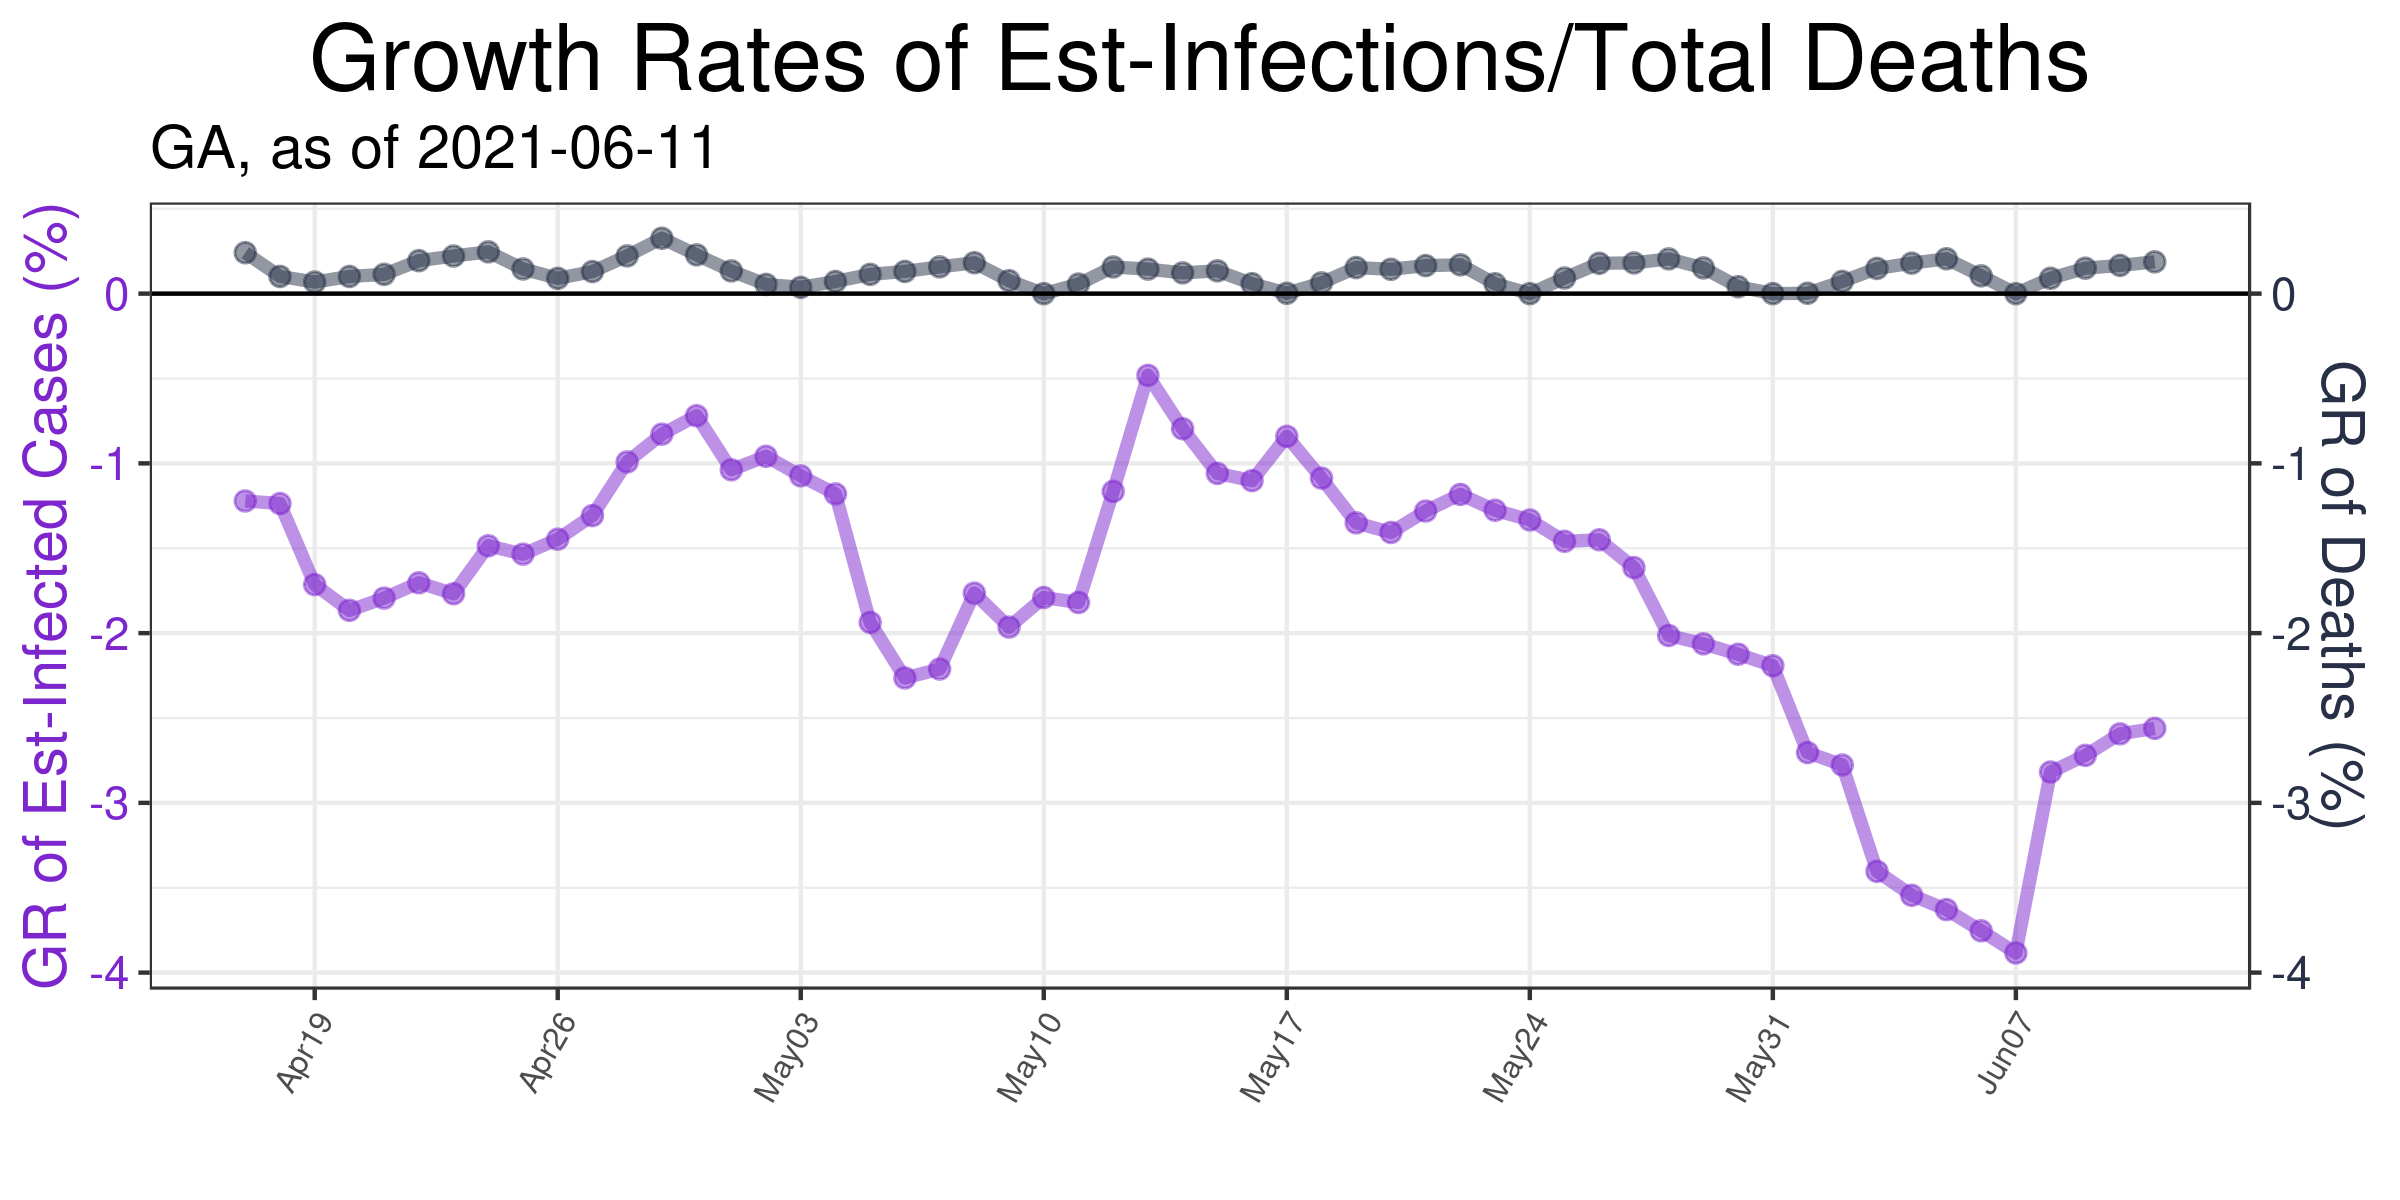 Growth Rates of Est-Infections/Total Deaths
GA, as of 2021-06-11
GR of Est-Infected Cases (%)
0
-1
-2
-3
-4
0
-1
-2
-3
-4
GR of Deaths (%)
Apr19
Apr26
May03
May10
May17
May24
May31
Jun07